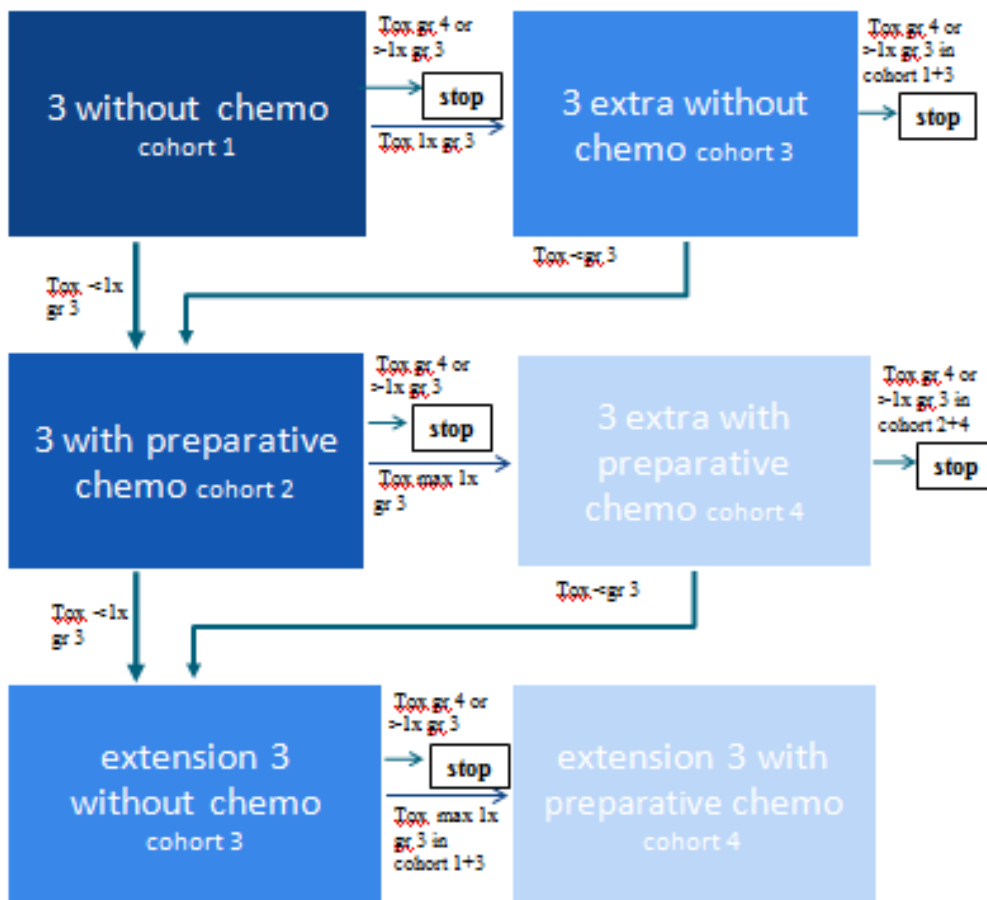 3 without chemo
cohort 1
Tox gr 4 or
>1x gr 3
stop
Tox 1x gr 3
3 extra without
chemo cohort 3
Tox gr 4 or
>1x gr 3 in
cohort 1+3
stop
Tox <1x
gr 3
Tox <gr 3
3 with preparative
chemo cohort 2
Tox gr 4 or
>1x gr 3
stop
Tox max 1x
gr 3
3 extra with
preparative
chemo cohort 4
Tox gr 4 or
>1x gr 3 in
cohort 2+4
stop
Tox <1x
gr 3
Tox <gr 3
extension 3
without chemo
cohort 3
Tox gr 4 or
>1x gr 3
stop
Tox max 1x
gr 3 in
cohort 1+3
extension 3 with
preparative chemo
cohort 4